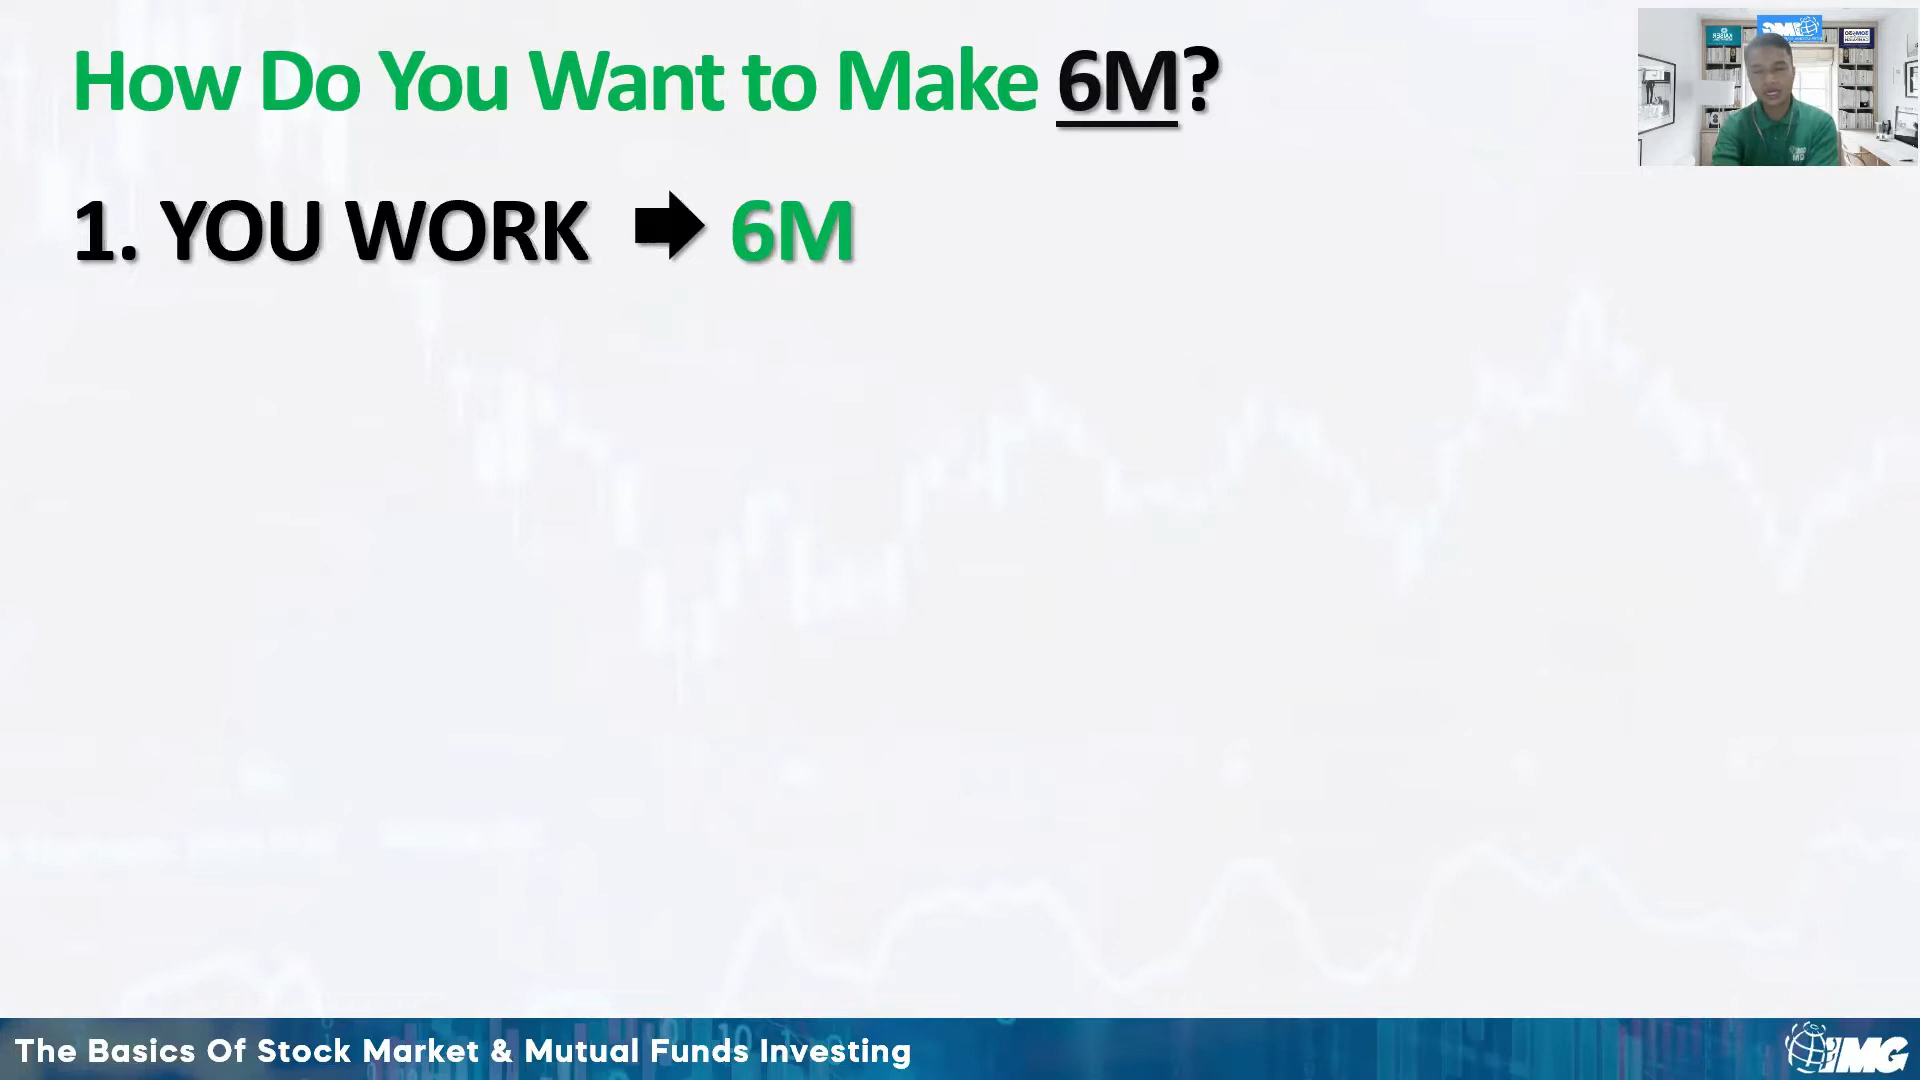 How Do You Want to Make 6M?
1. YOU WORK 6M
The Basics Of Stock Market & Mutual Funds Investing
IMG